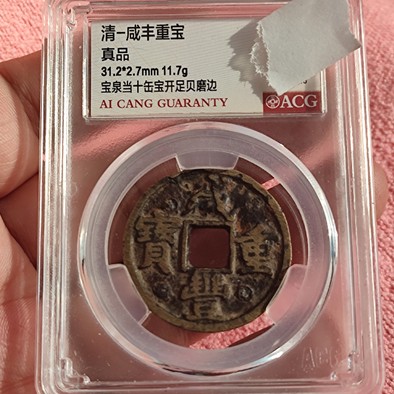 清-咸丰重宝
真品
31.2*2.7mm 11.7g
宝泉当十缶宝开足贝磨边
AI CANG GUARANTY ACG
咸
寶 重
豐